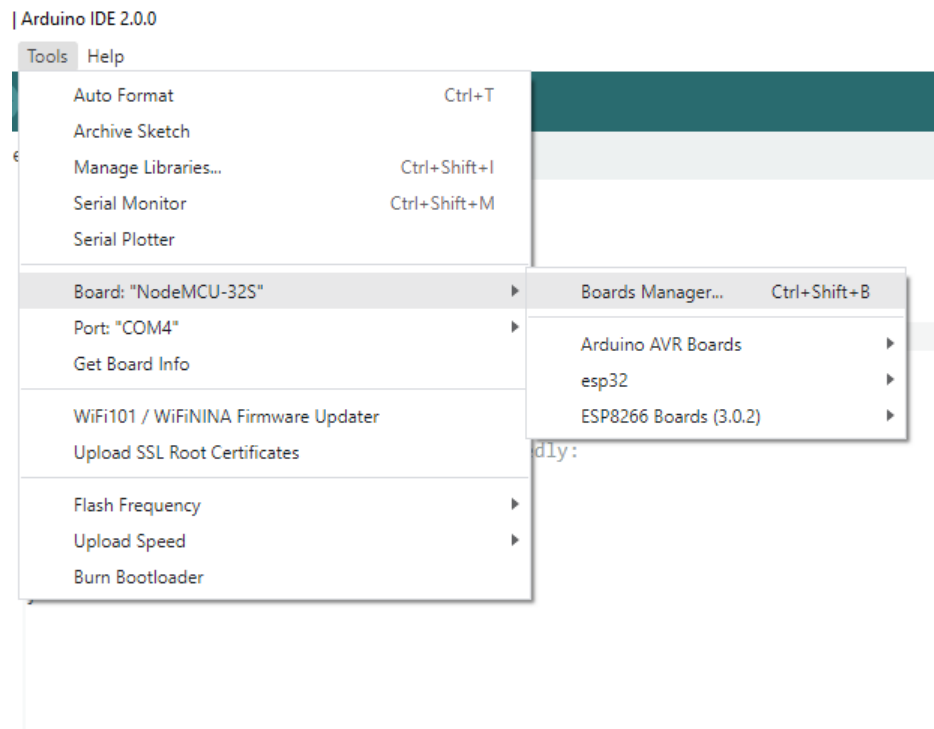 | Arduino IDE 2.0.0
Tools Help
Auto Format Ctrl+T
Archive Sketch
Manage Libraries... Ctrl+Shift+I
Serial Monitor Ctrl+Shift+M
Serial Plotter
Board: "NodeMCU-32S"
Port: "COM4"
Get Board Info
WiFi101 / WiFiNINA Firmware Updater
Upload SSL Root Certificates
Flash Frequency
Upload Speed
Burn Bootloader
Boards Manager... Ctrl+Shift+B
Arduino AVR Boards
esp32
ESP8266 Boards (3.0.2)
dly: